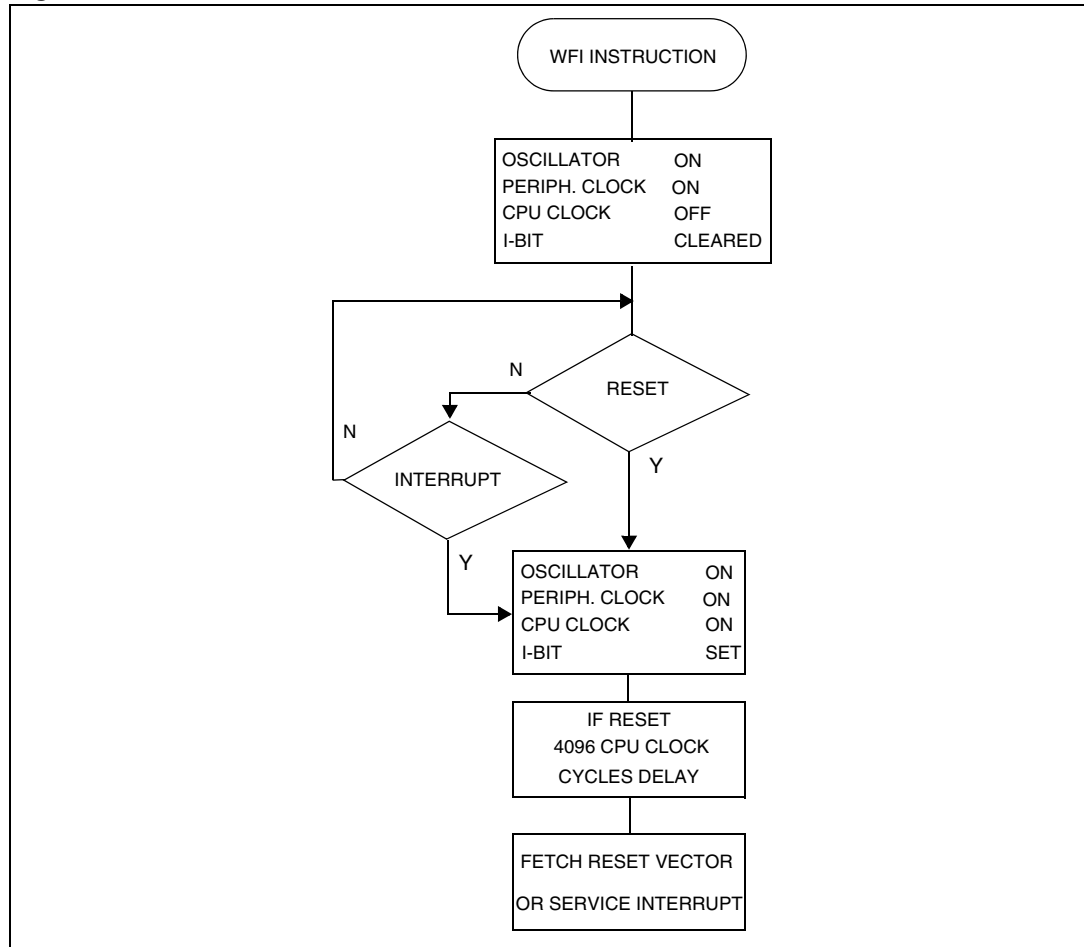 WFI INSTRUCTION
OSCILLATOR ON
PERIPH. CLOCK ON
CPU CLOCK OFF
I-BIT CLEARED
N
RESET
N
Y
INTERRUPT
Y
OSCILLATOR ON
PERIPH. CLOCK ON
CPU CLOCK ON
I-BIT SET
IF RESET
4096 CPU CLOCK
CYCLES DELAY
FETCH RESET VECTOR
OR SERVICE INTERRUPT